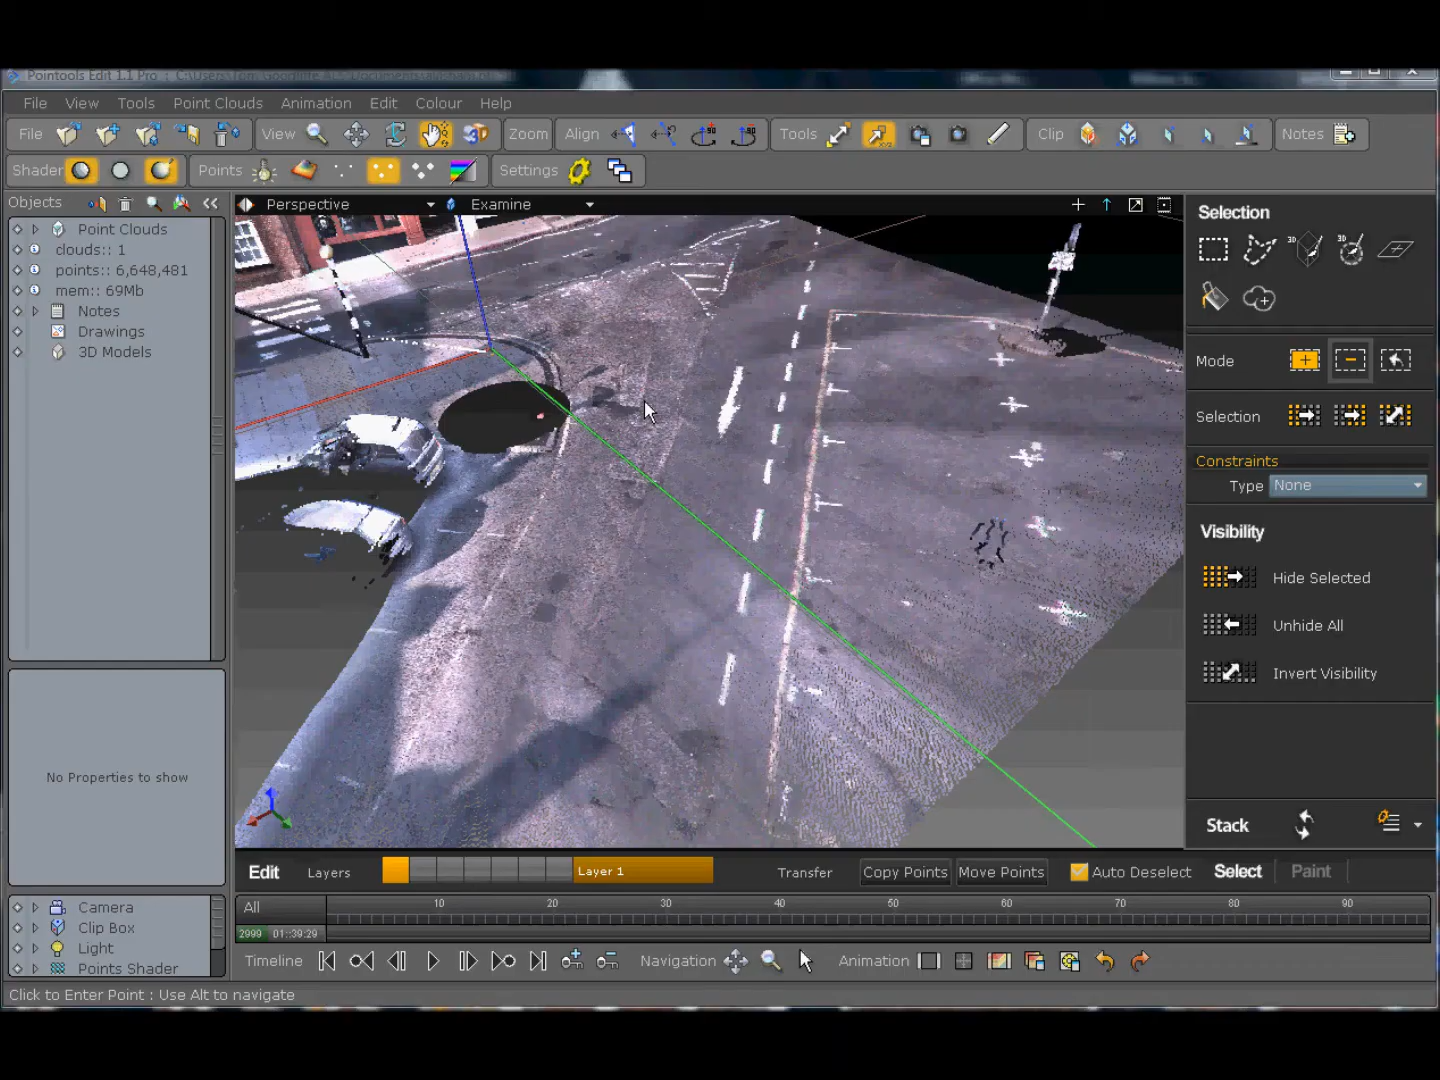 Pointools Edit 1.1 Pro : C:\Users\Tom
File View Tools Point Clouds Animation Edit Colour Help
File View Zoom Align Tools Clip Notes
Shader Points Settings
Objects
Perspective Examine
Point Clouds
clouds:: 1
points:: 6,648,481
mem:: 69Mb
Notes
Drawings
3D Models
No Properties to show
Camera
Clip Box
Light
Points Shader
Selection
3D 3D
Mode
Selection
Constraints
Type None
Visibility
Hide Selected
Unhide All
Invert Visibility
Stack
Edit Layers Layer 1 Transfer Copy Points Move Points Auto Deselect Select Paint
All 10 20 30 40 50 60 70 80 90
2999 01:39:29
Timeline Navigation Animation
Click to Enter Point : Use Alt to navigate